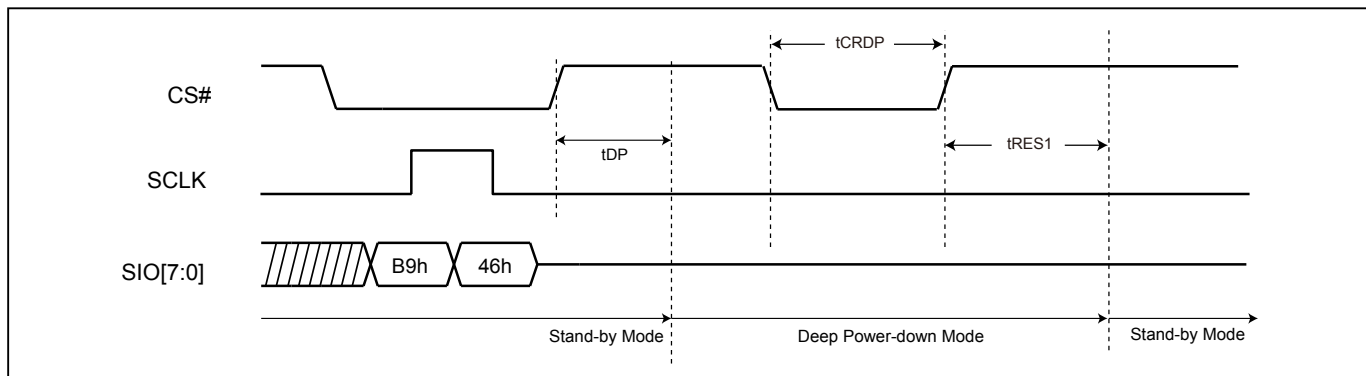 tCRDP
CS#
tDP
tRES1
SCLK
SIO[7:0]
B9h
46h
Stand-by Mode
Deep Power-down Mode
Stand-by Mode